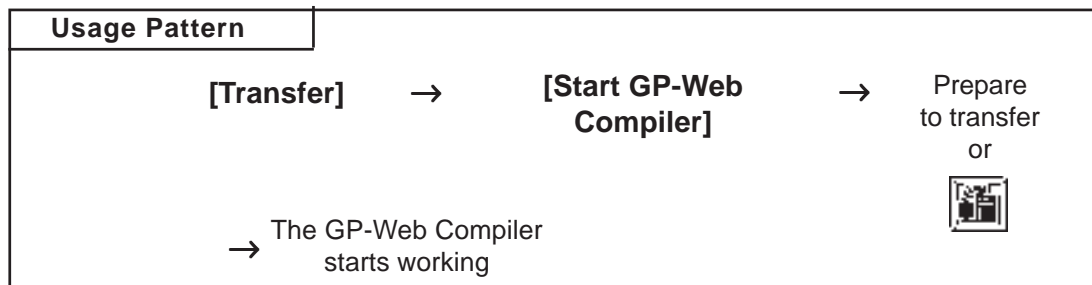 Usage Pattern
[Transfer] → [Start GP-Web → Prepare
Compiler] to transfer
or
→ The GP-Web Compiler
starts working